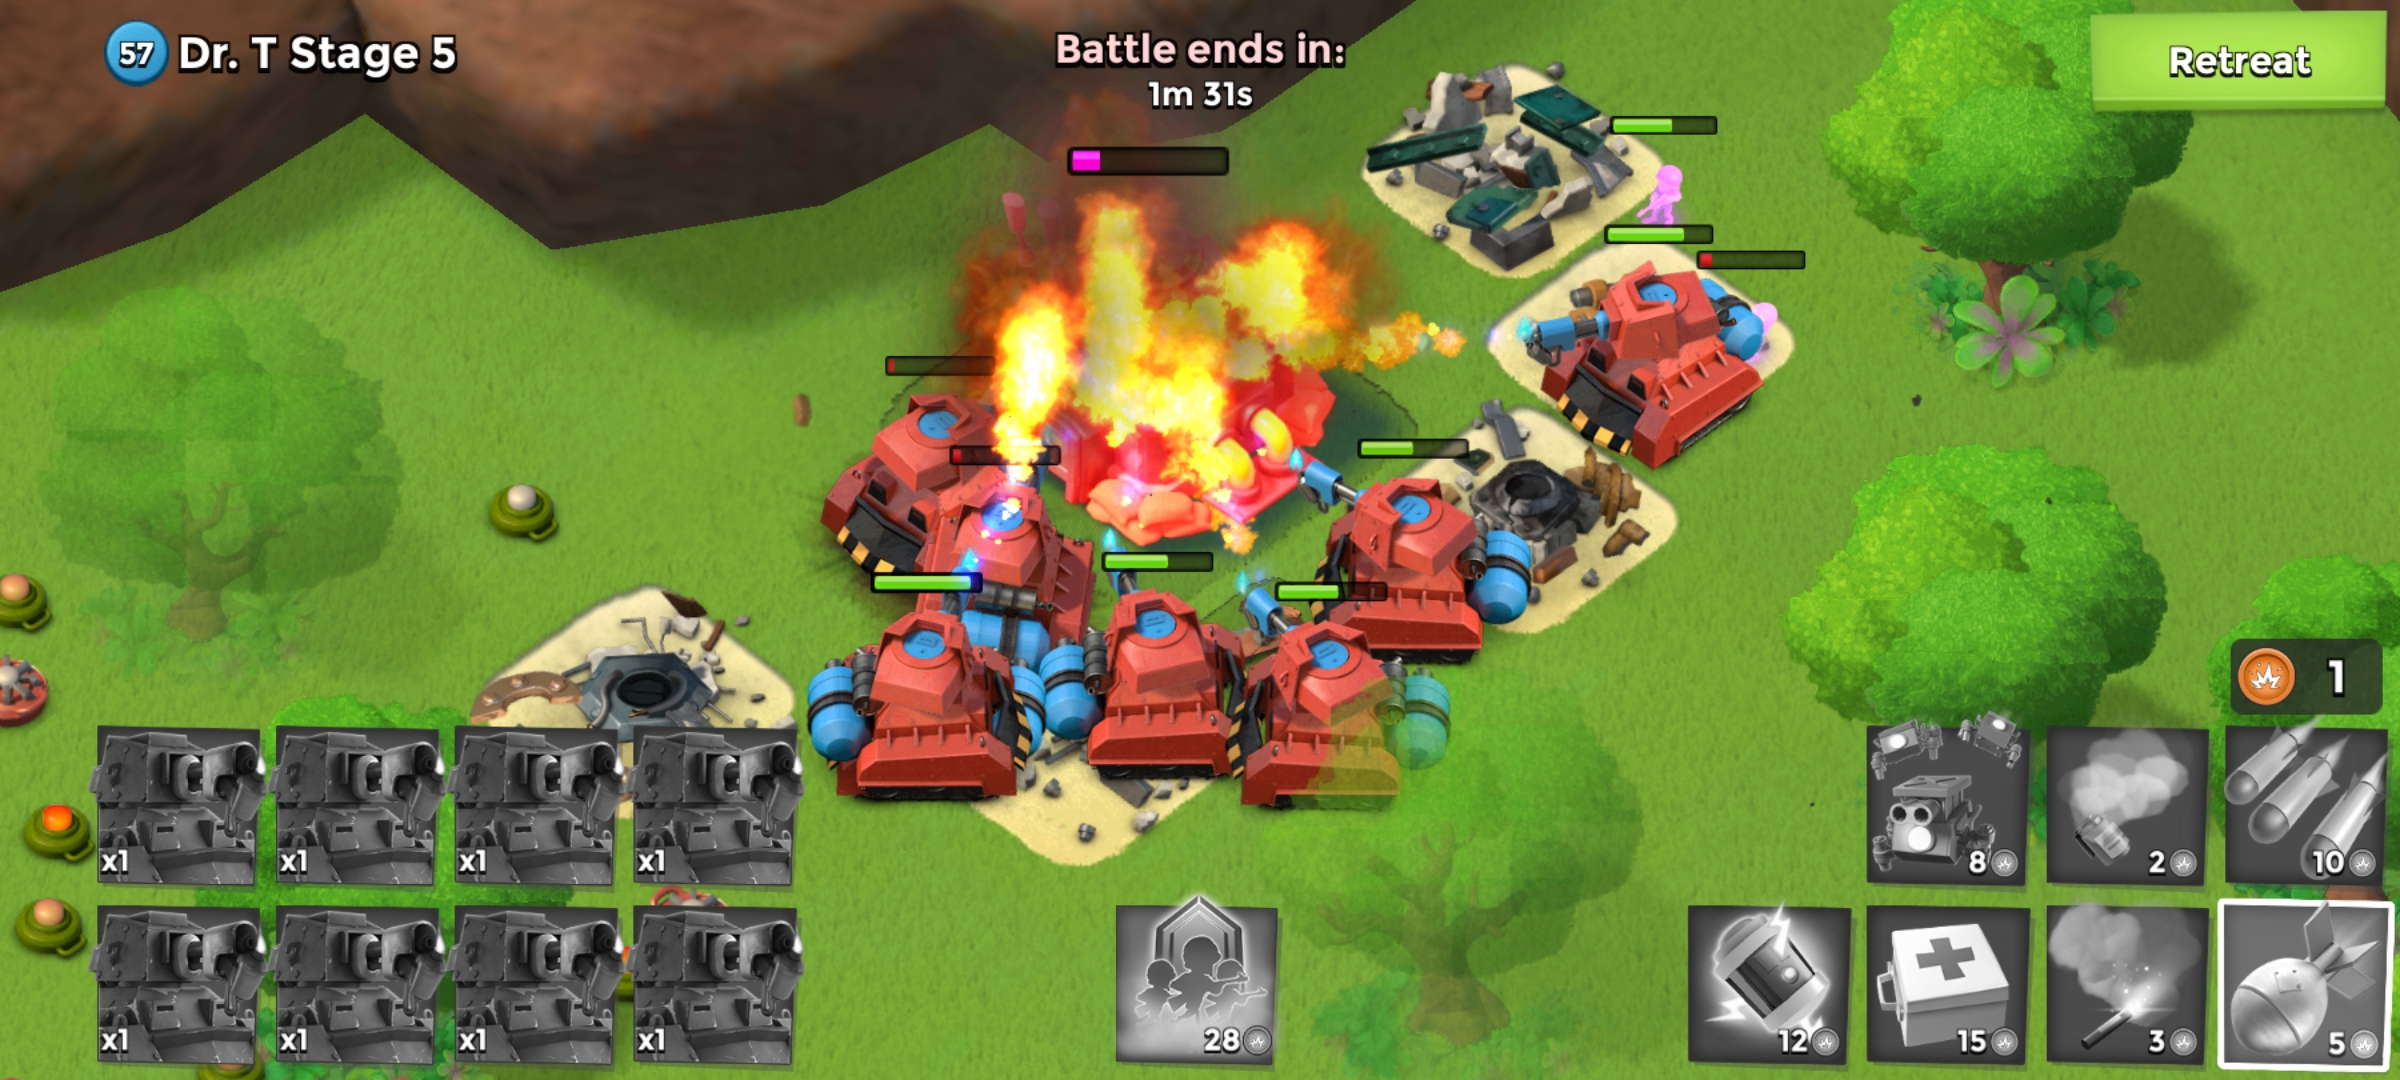 57 Dr. T Stage 5
Battle ends in:
1m 31s
Retreat
1
x1 x1 x1 x1
8 2 10
x1 x1 x1 x1
28
12 15 3 5